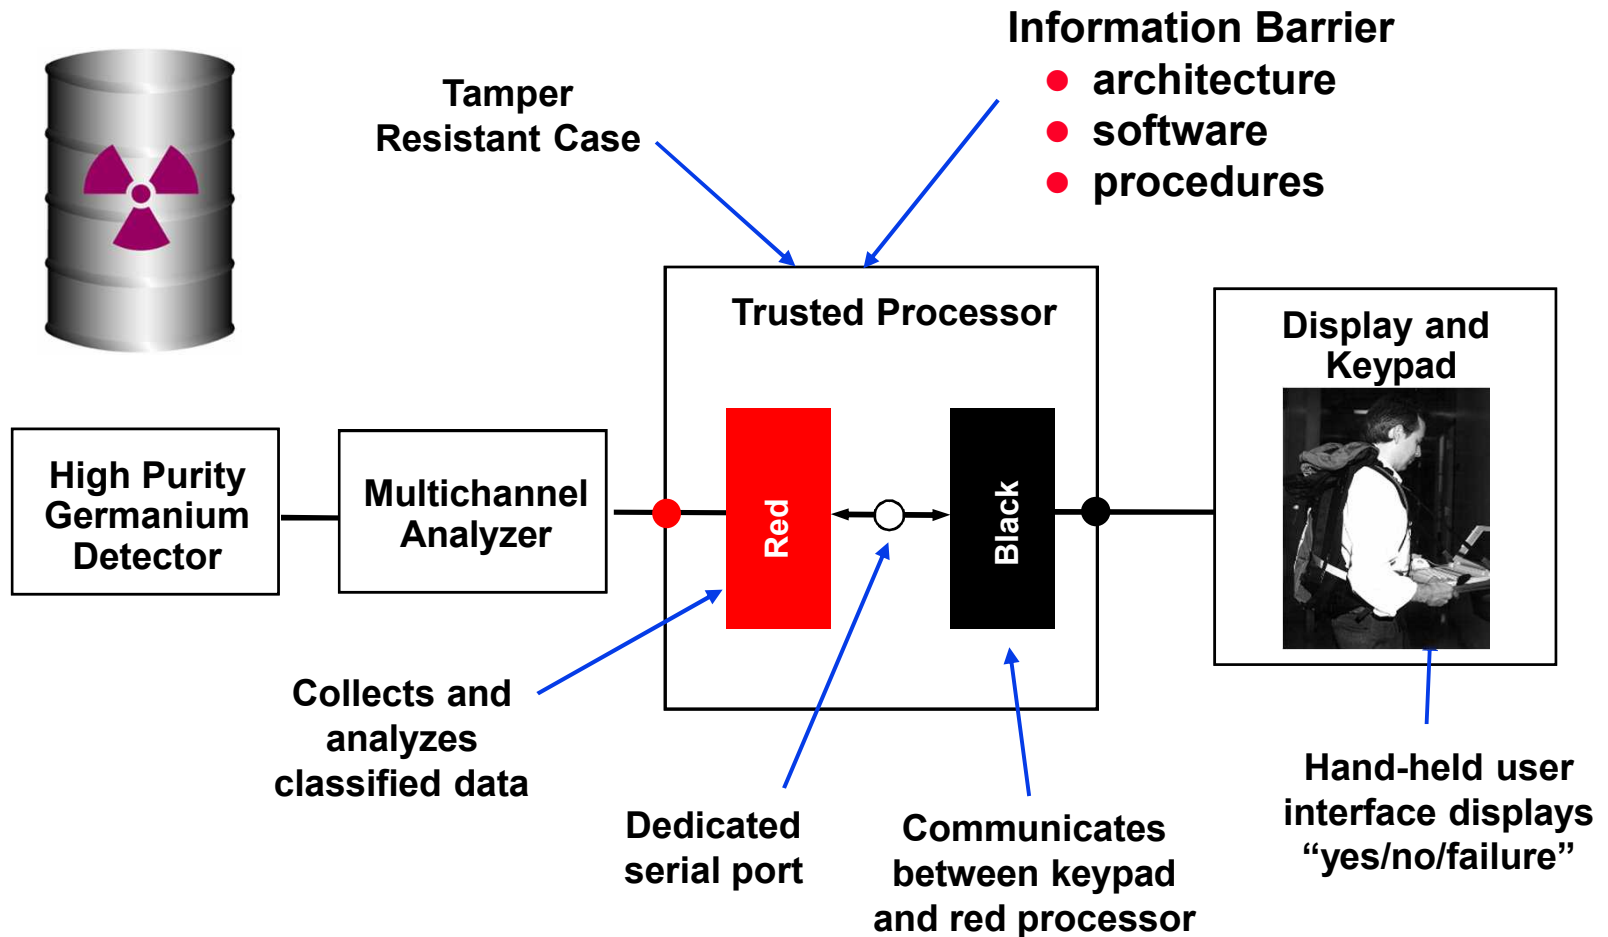 Information Barrier
architecture
software
procedures
Tamper
Resistant Case
Trusted Processor
Display and
Keypad
High Purity
Germanium
Detector
Multichannel
Analyzer
Red
Black
Collects and
analyzes
classified data
Dedicated
serial port
Communicates
between keypad
and red processor
Hand-held user
interface displays
“yes/no/failure”